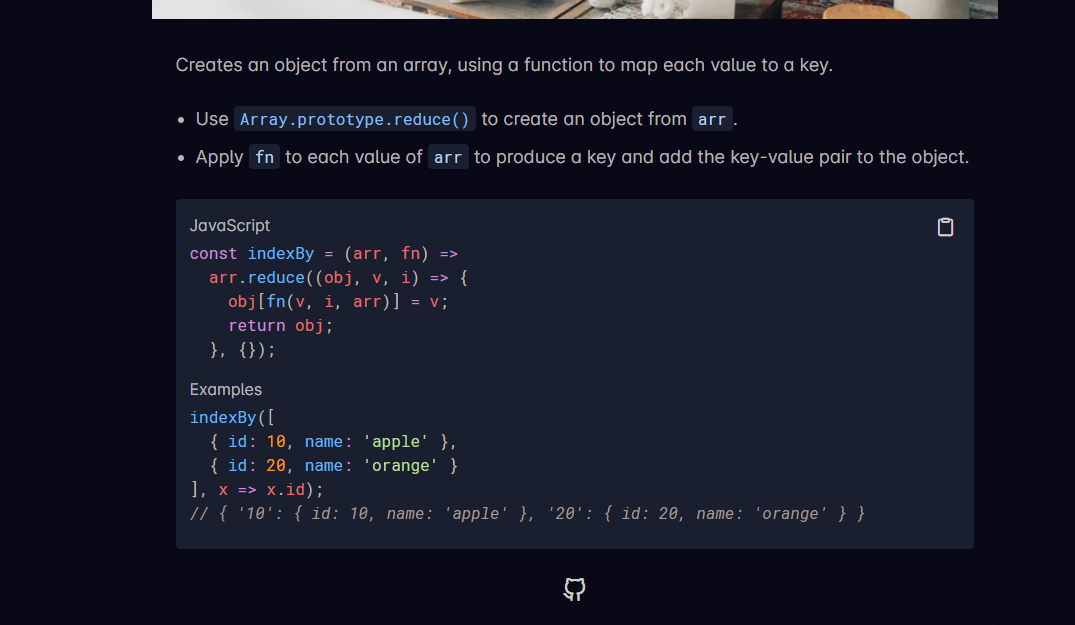 Creates an object from an array, using a function to map each value to a key.
Use Array.prototype.reduce() to create an object from arr.
Apply fn to each value of arr to produce a key and add the key-value pair to the object.
JavaScript
const indexBy = (arr, fn) =>
  arr.reduce((obj, v, i) => {
    obj[fn(v, i, arr)] = v;
    return obj;
  }, {});
Examples
indexBy([
  { id: 10, name: 'apple' },
  { id: 20, name: 'orange' }
], x => x.id);
// { '10': { id: 10, name: 'apple' }, '20': { id: 20, name: 'orange' } }